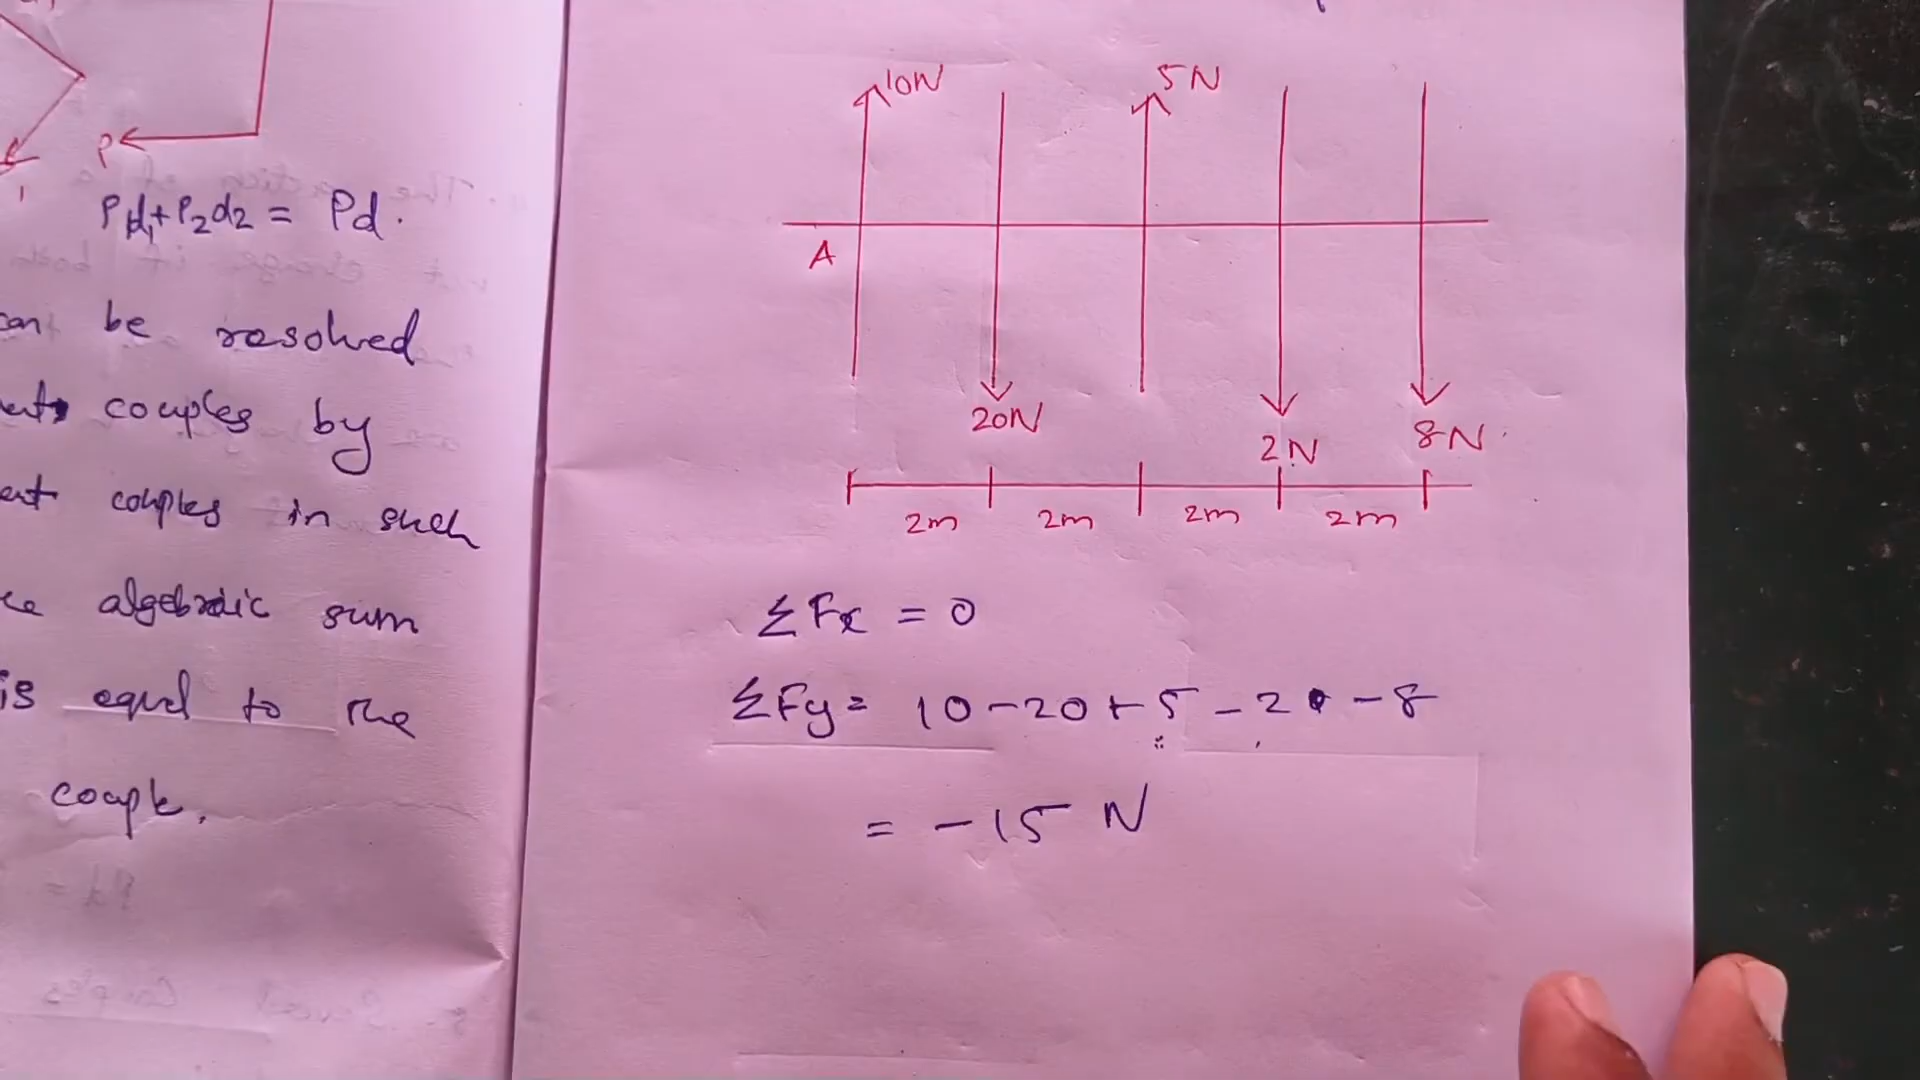 P
Pd1+P2d2 = Pd.
be resolved
couples by
couples in such
algebraic sum
is equal to the
couple.
10N
5N
A
20N
2N
8N
2m 2m 2m 2m
ΣFx = 0
ΣFy = 10-20+5-2-8
= -15 N